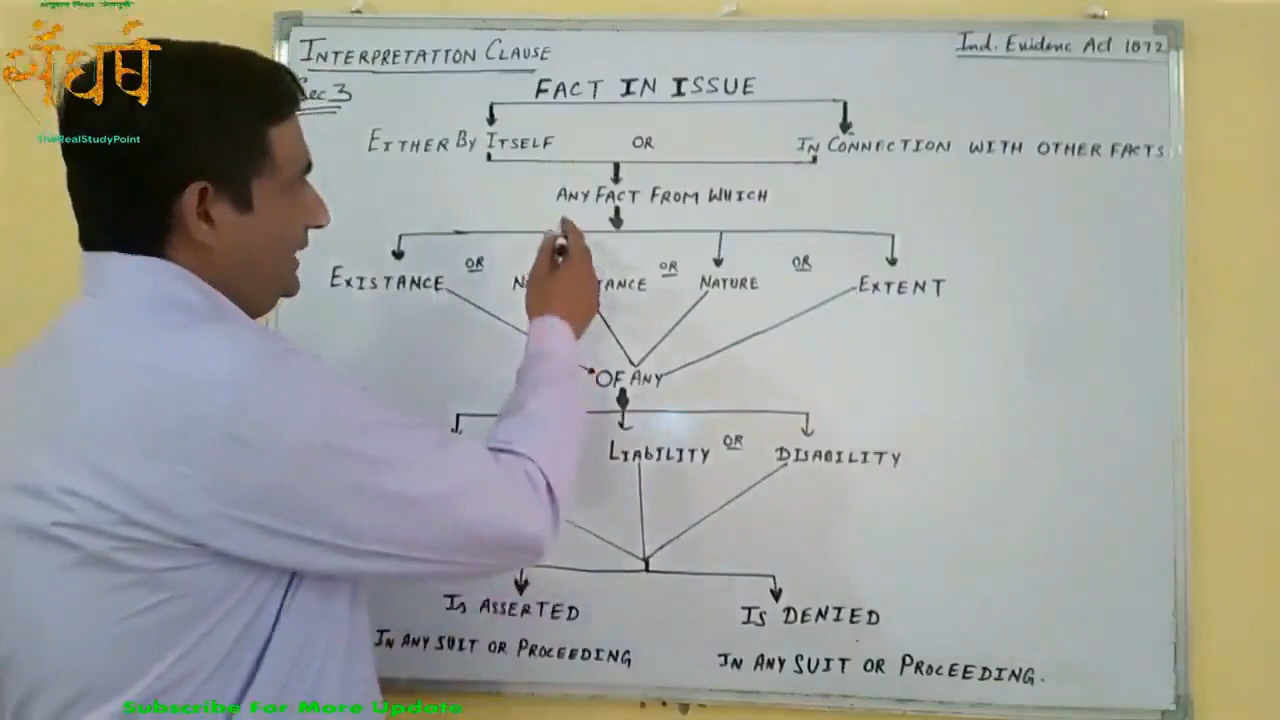 संघर्ष
TheRealStudyPoint
INTERPRETATION CLAUSE
Ind. Evidenc Act 1872
Sec 3
FACT IN ISSUE
EITHER BY ITSELF OR IN CONNECTION WITH OTHER FACTS
ANY FACT FROM WHICH
EXISTANCE OR OR NATURE OR EXTENT
OF ANY
LIABILITY OR DISABILITY
IS ASSERTED IS DENIED
IN ANY SUIT OR PROCEEDING IN ANY SUIT OR PROCEEDING.
Subscribe For More Update